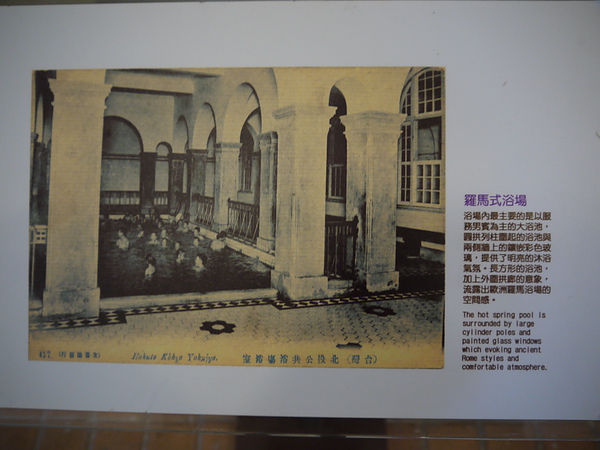 羅馬式浴場
浴場內最主要的是以服
務男賓為主的大浴池，
圓拱列柱圍起的浴池與
兩側牆上的鑲嵌彩色玻
璃，提供了明亮的沐浴
氣氛。長方形的浴池，
加上外圍拱廊的意象，
流露出歐洲羅馬浴場的
空間感。
The hot spring pool is
surrounded by large
cylinder poles and
painted glass windows
which evoking ancient
Rome styles and
comfortable atmosphere.
Hokuto
北投公共浴場浴室